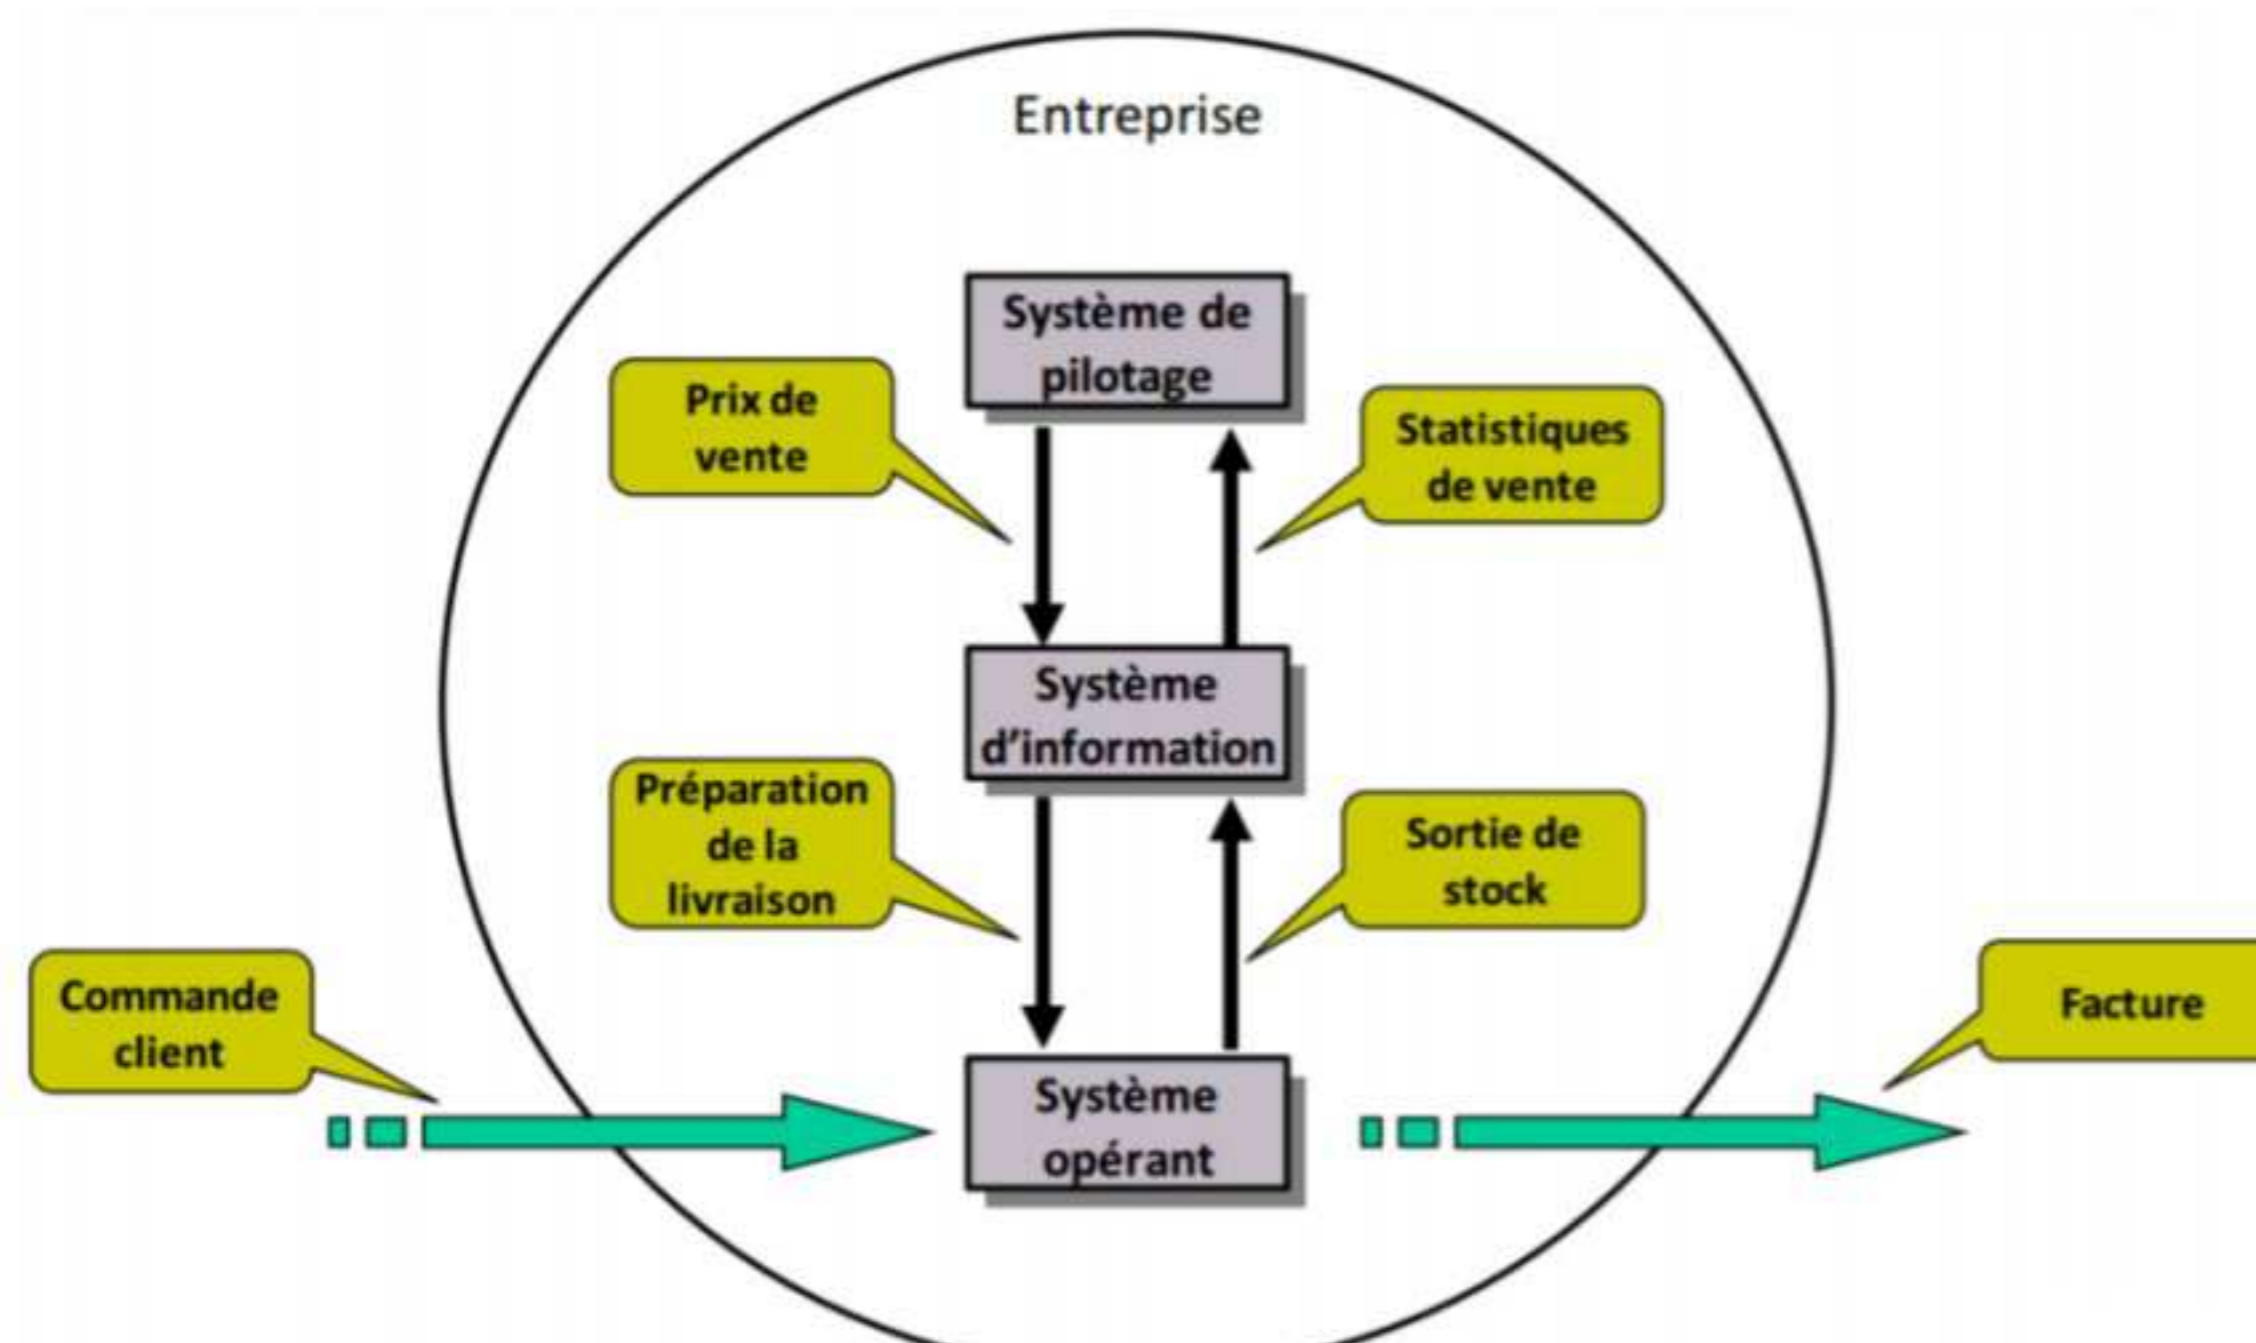 Entreprise
Système de
pilotage
Prix de
vente
Statistiques
de vente
Système
d'information
Préparation
de la
livraison
Sortie de
stock
Commande
client
Facture
Système
opérant